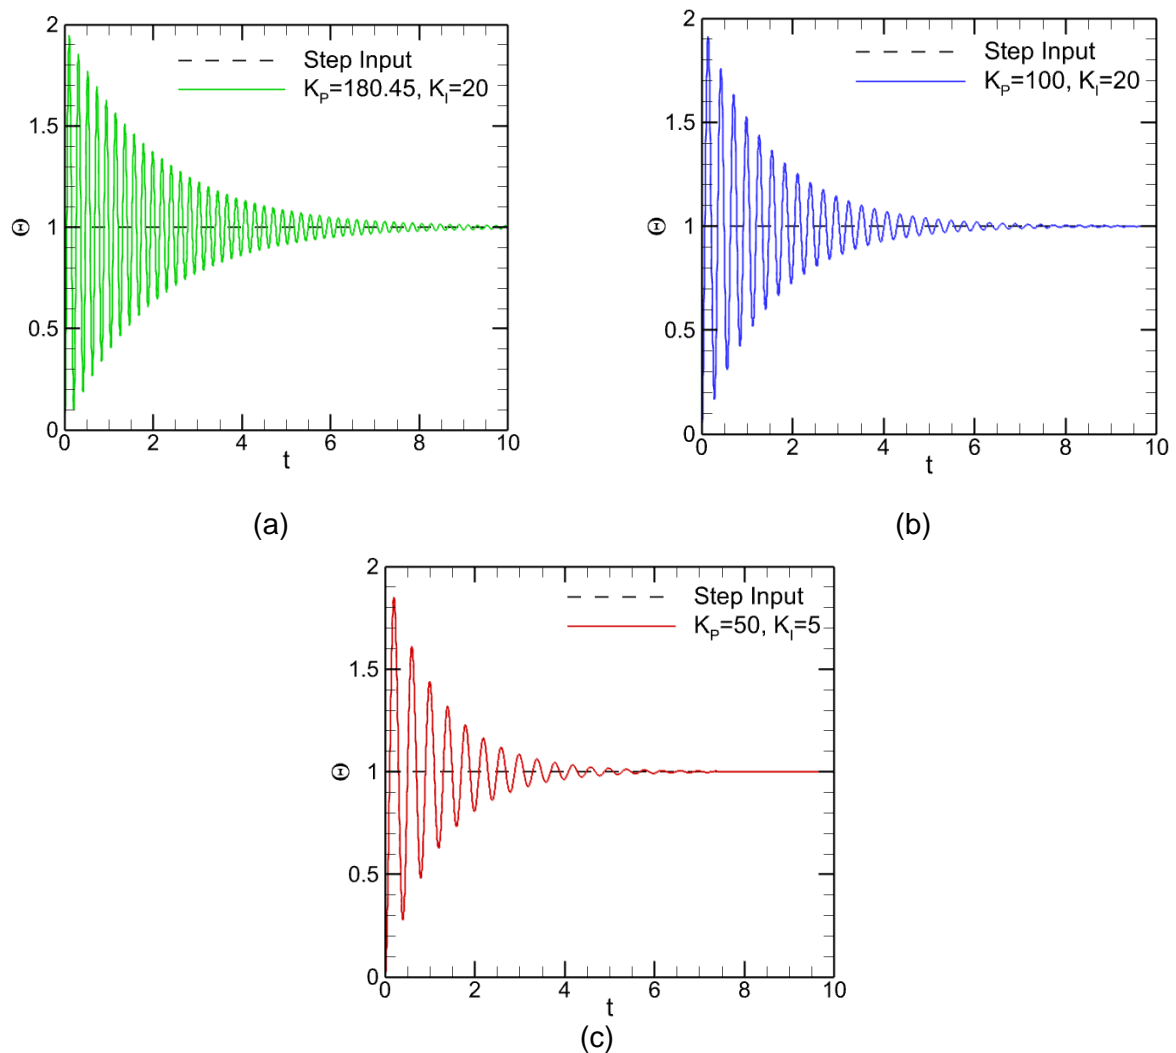 2
1.5
1
0.5
0
Θ
0 2 4 6 8 10
t
Step Input
K_P=180.45, K_I=20
(a)
2
1.5
1
0.5
0
Θ
0 2 4 6 8 10
t
Step Input
K_P=100, K_I=20
(b)
2
1.5
1
0.5
0
Θ
0 2 4 6 8 10
t
Step Input
K_P=50, K_I=5
(c)